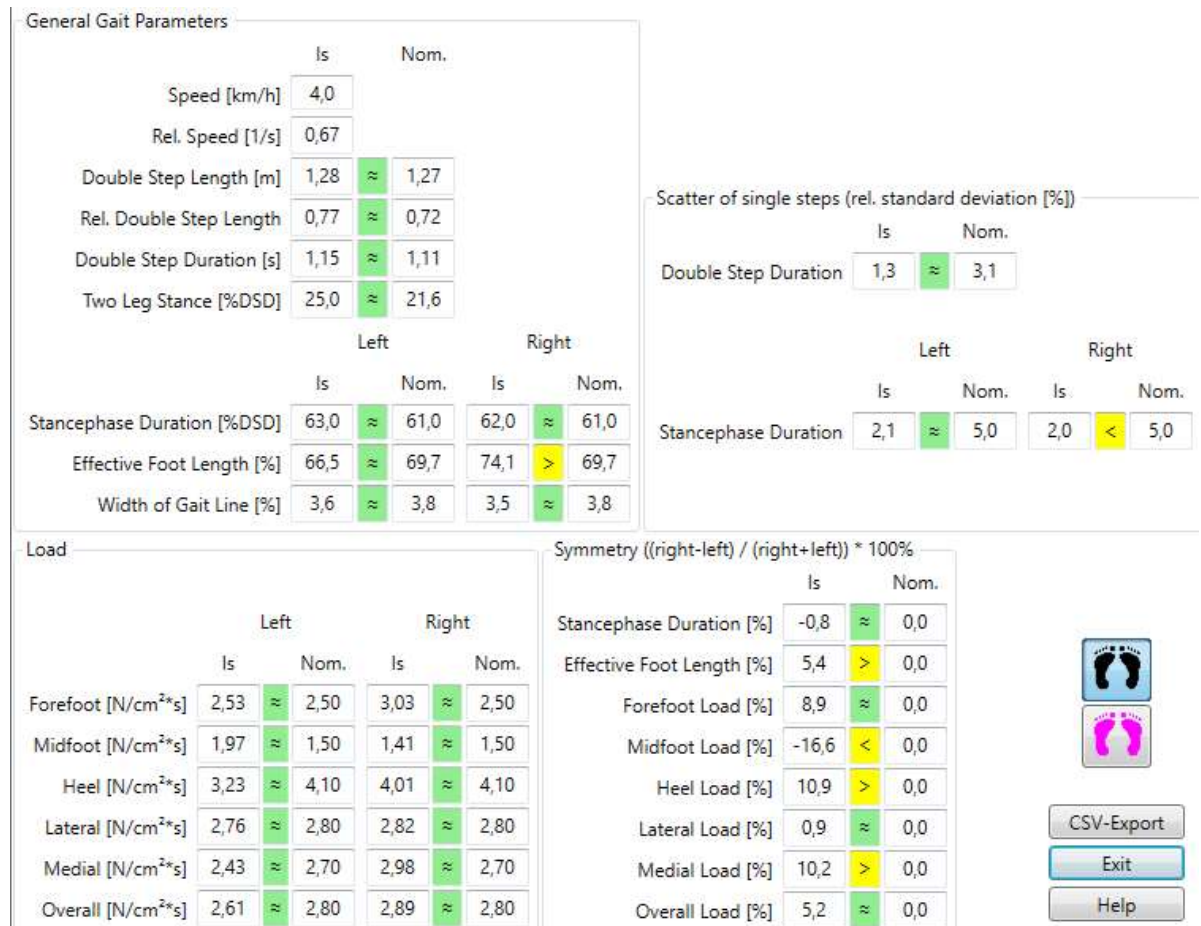 General Gait Parameters
Is Nom.
Speed [km/h] 4,0
Rel. Speed [1/s] 0,67
Double Step Length [m] 1,28 ≈ 1,27
Rel. Double Step Length 0,77 ≈ 0,72
Double Step Duration [s] 1,15 ≈ 1,11
Two Leg Stance [%DSD] 25,0 ≈ 21,6
Left Right
Is Nom. Is Nom.
Stancephase Duration [%DSD] 63,0 ≈ 61,0 62,0 ≈ 61,0
Effective Foot Length [%] 66,5 ≈ 69,7 74,1 > 69,7
Width of Gait Line [%] 3,6 ≈ 3,8 3,5 ≈ 3,8
Scatter of single steps (rel. standard deviation [%])
Is Nom.
Double Step Duration 1,3 ≈ 3,1
Left Right
Is Nom. Is Nom.
Stancephase Duration 2,1 ≈ 5,0 2,0 < 5,0
Load
Left Right
Is Nom. Is Nom.
Forefoot [N/cm²*s] 2,53 ≈ 2,50 3,03 ≈ 2,50
Midfoot [N/cm²*s] 1,97 ≈ 1,50 1,41 ≈ 1,50
Heel [N/cm²*s] 3,23 ≈ 4,10 4,01 ≈ 4,10
Lateral [N/cm²*s] 2,76 ≈ 2,80 2,82 ≈ 2,80
Medial [N/cm²*s] 2,43 ≈ 2,70 2,98 ≈ 2,70
Overall [N/cm²*s] 2,61 ≈ 2,80 2,89 ≈ 2,80
Symmetry ((right-left) / (right+left)) * 100%
Is Nom.
Stancephase Duration [%] -0,8 ≈ 0,0
Effective Foot Length [%] 5,4 > 0,0
Forefoot Load [%] 8,9 ≈ 0,0
Midfoot Load [%] -16,6 < 0,0
Heel Load [%] 10,9 > 0,0
Lateral Load [%] 0,9 ≈ 0,0
Medial Load [%] 10,2 > 0,0
Overall Load [%] 5,2 ≈ 0,0
CSV-Export
Exit
Help